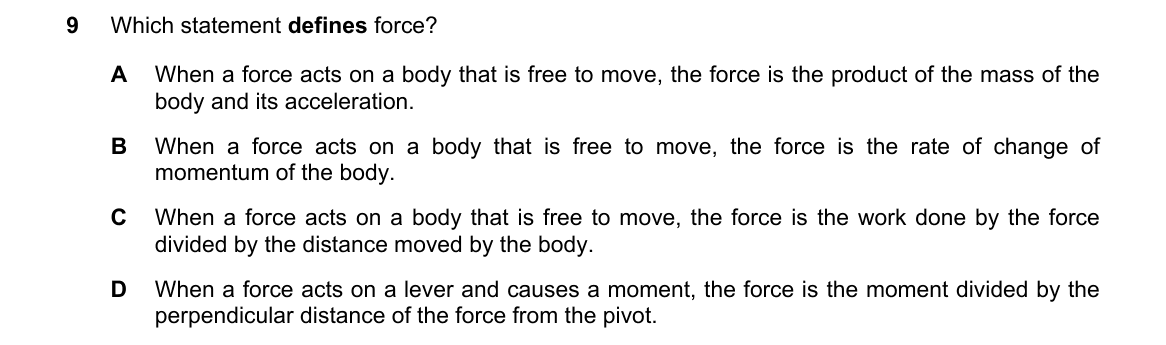 9 Which statement defines force?
A When a force acts on a body that is free to move, the force is the product of the mass of the
body and its acceleration.
B When a force acts on a body that is free to move, the force is the rate of change of
momentum of the body.
C When a force acts on a body that is free to move, the force is the work done by the force
divided by the distance moved by the body.
D When a force acts on a lever and causes a moment, the force is the moment divided by the
perpendicular distance of the force from the pivot.